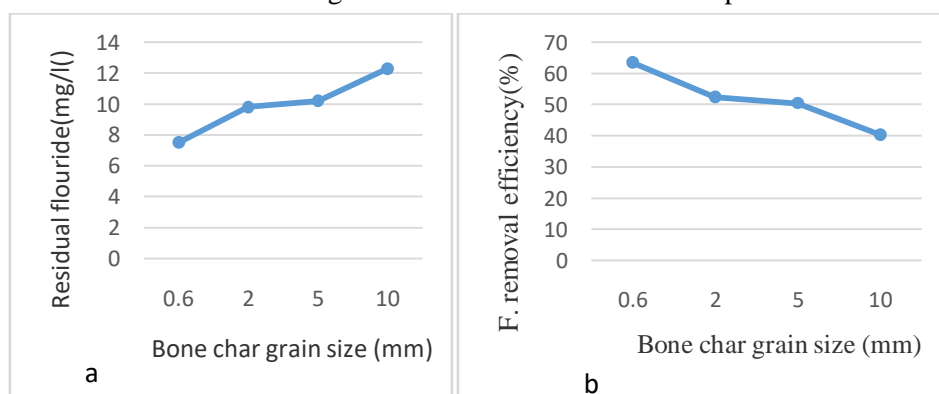 Residual flouride(mg/l()
14
12
10
8
6
4
2
0
0.6 2 5 10
Bone char grain size (mm)
a
F. removal efficiency(%)
70
60
50
40
30
20
10
0
0.6 2 5 10
Bone char grain size (mm)
b